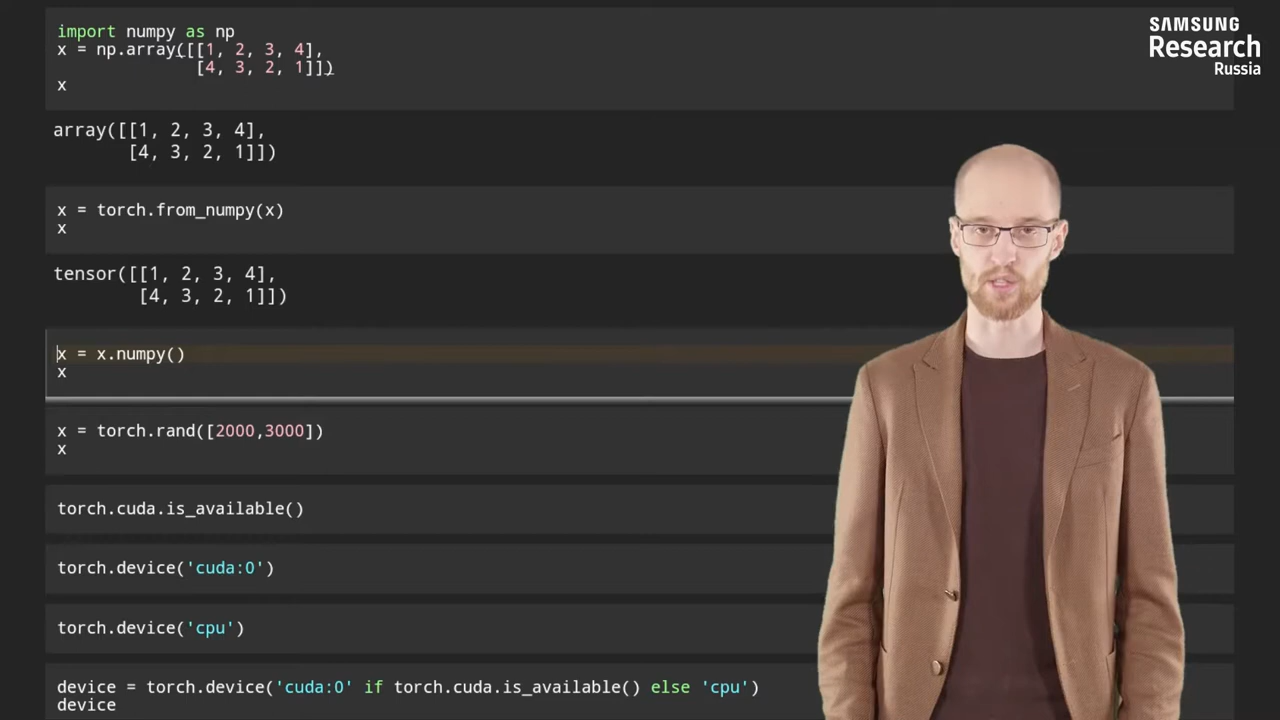 import numpy as np
x = np.array([[1, 2, 3, 4],
[4, 3, 2, 1]])
x
array([[1, 2, 3, 4],
[4, 3, 2, 1]])
x = torch.from_numpy(x)
x
tensor([[1, 2, 3, 4],
[4, 3, 2, 1]])
x = x.numpy()
x
x = torch.rand([2000,3000])
x
torch.cuda.is_available()
torch.device('cuda:0')
torch.device('cpu')
device = torch.device('cuda:0' if torch.cuda.is_available() else 'cpu')
device
SAMSUNG
Research
Russia